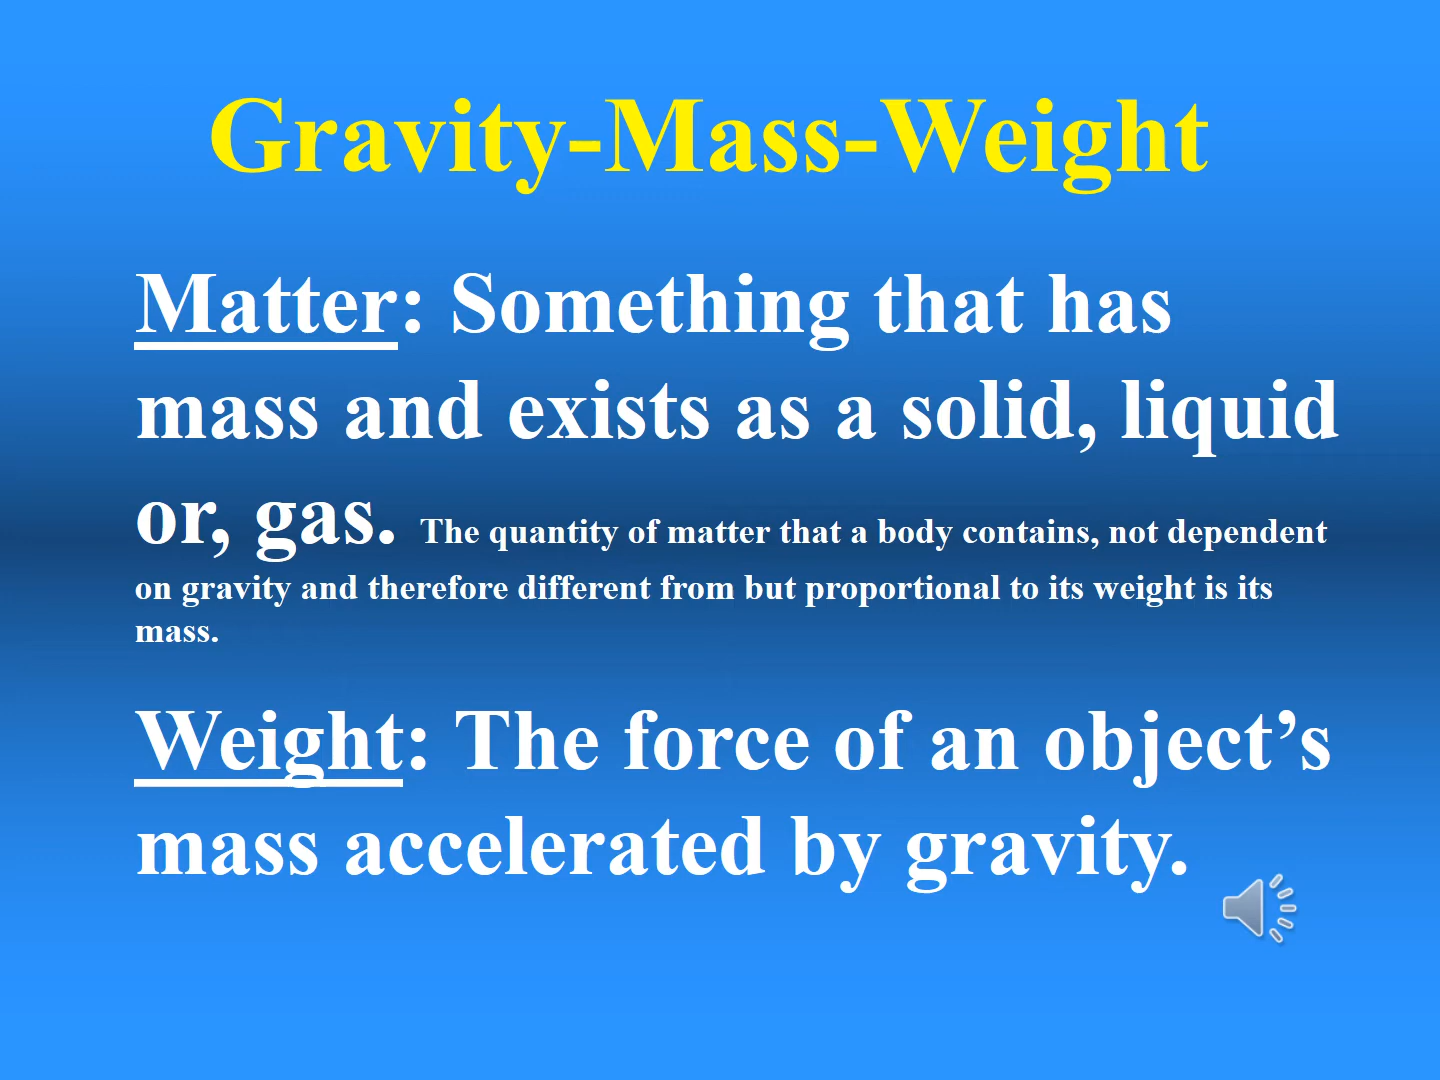 Gravity-Mass-Weight
Matter: Something that has
mass and exists as a solid, liquid
or, gas. The quantity of matter that a body contains, not dependent
on gravity and therefore different from but proportional to its weight is its
mass.
Weight: The force of an object’s
mass accelerated by gravity.